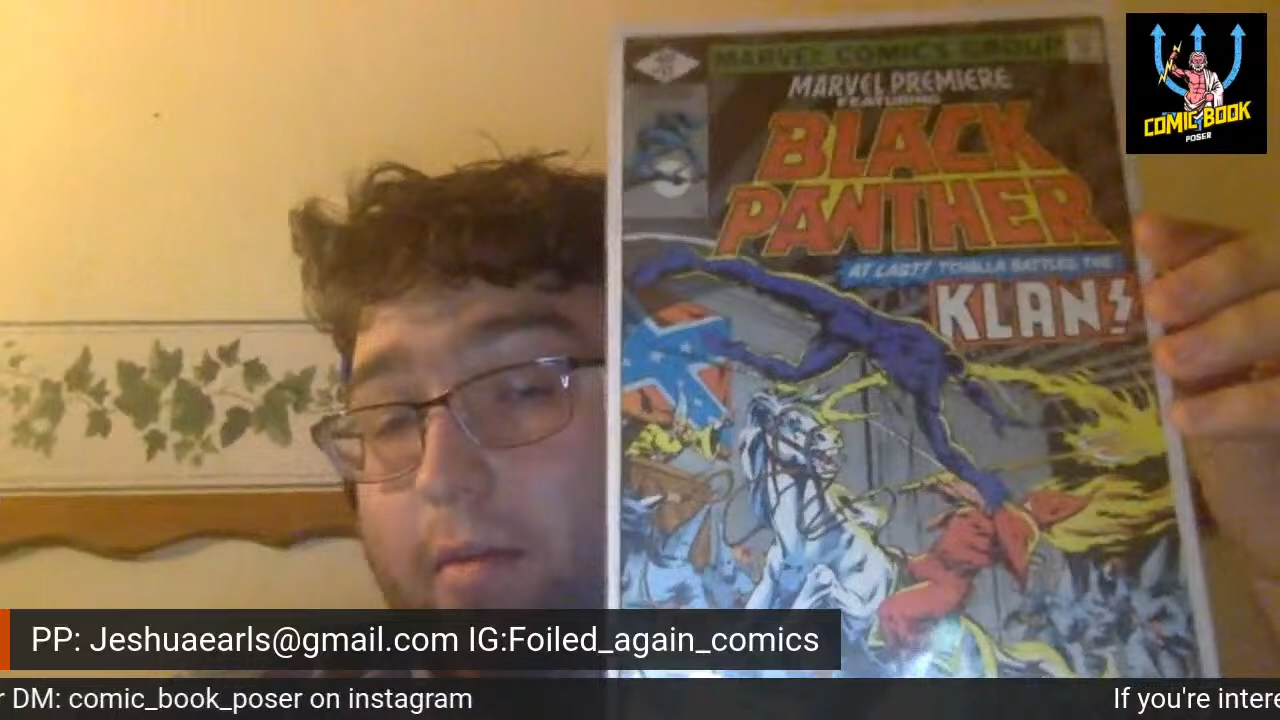 MARVEL COMICS GROUP
MARVEL PREMIERE
FEATURING
BLACK
PANTHER
AT LAST! T'CHALLA BATTLES THE
KLAN!
COMIC BOOK
POSER
PP: Jeshuaearls@gmail.com IG:Foiled_again_comics
r DM: comic_book_poser on instagram
If you're intere